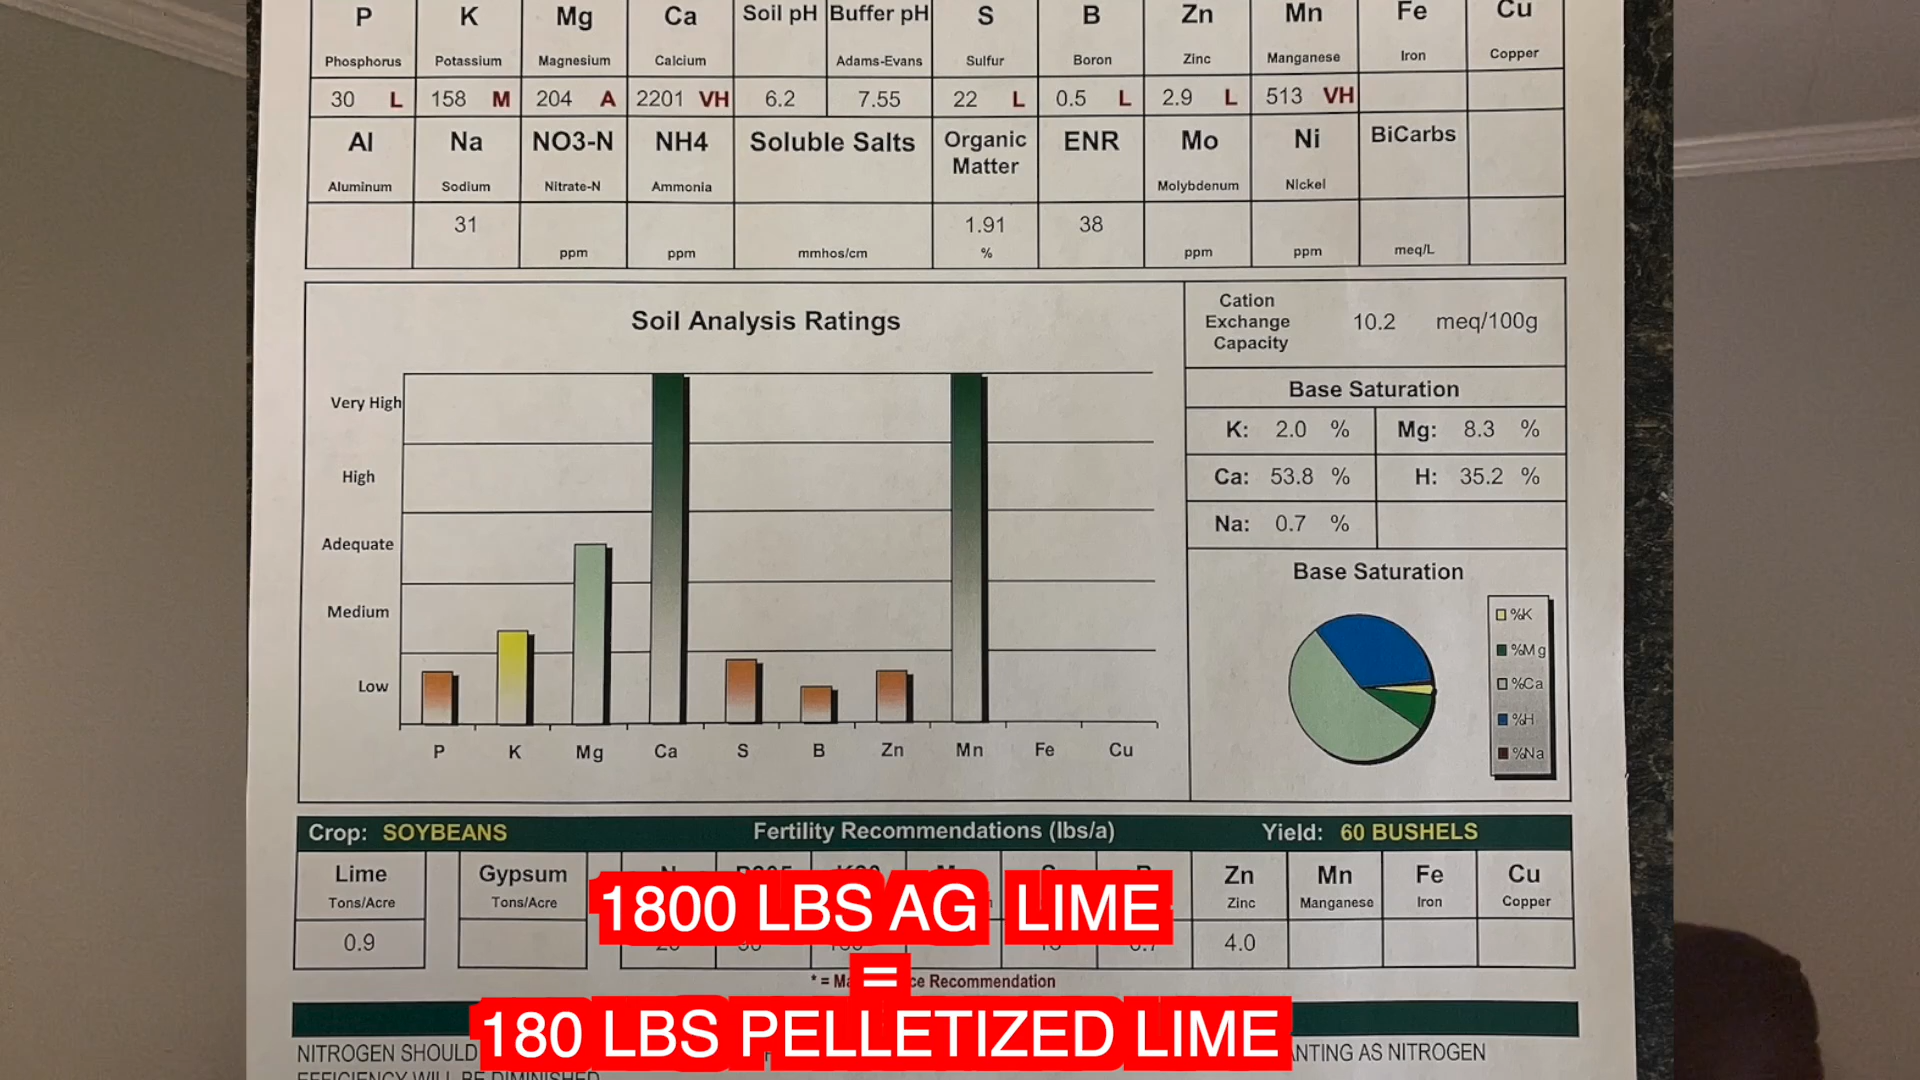 P K Mg Ca Soil pH Buffer pH S B Zn Mn Fe Cu
Phosphorus Potassium Magnesium Calcium Adams-Evans Sulfur Boron Zinc Manganese Iron Copper
30 L 158 M 204 A 2201 VH 6.2 7.55 22 L 0.5 L 2.9 L 513 VH
Al Na NO3-N NH4 Soluble Salts Organic Matter ENR Mo Ni BiCarbs
Aluminum Sodium Nitrate-N Ammonia Molybdenum Nickel
31 1.91 38
ppm ppm mmhos/cm % ppm ppm meq/L
Soil Analysis Ratings
Very High
High
Adequate
Medium
Low
P K Mg Ca S B Zn Mn Fe Cu
Cation
Exchange 10.2 meq/100g
Capacity
Base Saturation
K: 2.0 % Mg: 8.3 %
Ca: 53.8 % H: 35.2 %
Na: 0.7 %
Base Saturation
%K
%Mg
%Ca
%H
%Na
Crop: SOYBEANS Fertility Recommendations (lbs/a) Yield: 60 BUSHELS
Lime Gypsum Zn Mn Fe Cu
Tons/Acre Tons/Acre Zinc Manganese Iron Copper
0.9 4.0
1800 LBS AG LIME
=
180 LBS PELLETIZED LIME
Recommendation
NITROGEN SHOULD AS NITROGEN
EFFICIENCY WILL BE DIMINISHED